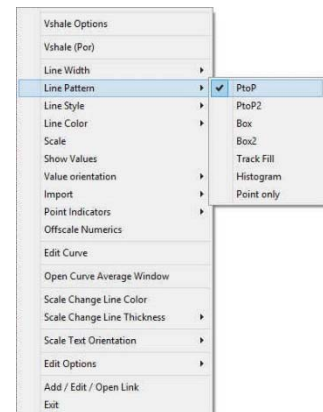 Vshale Options
Vshale (Por)
Line Width
Line Pattern
Line Style
Line Color
Scale
Show Values
Value orientation
Import
Point Indicators
Offscale Numerics
Edit Curve
Open Curve Average Window
Scale Change Line Color
Scale Change Line Thickness
Scale Text Orientation
Edit Options
Add / Edit / Open Link
Exit
PtoP
PtoP2
Box
Box2
Track Fill
Histogram
Point only